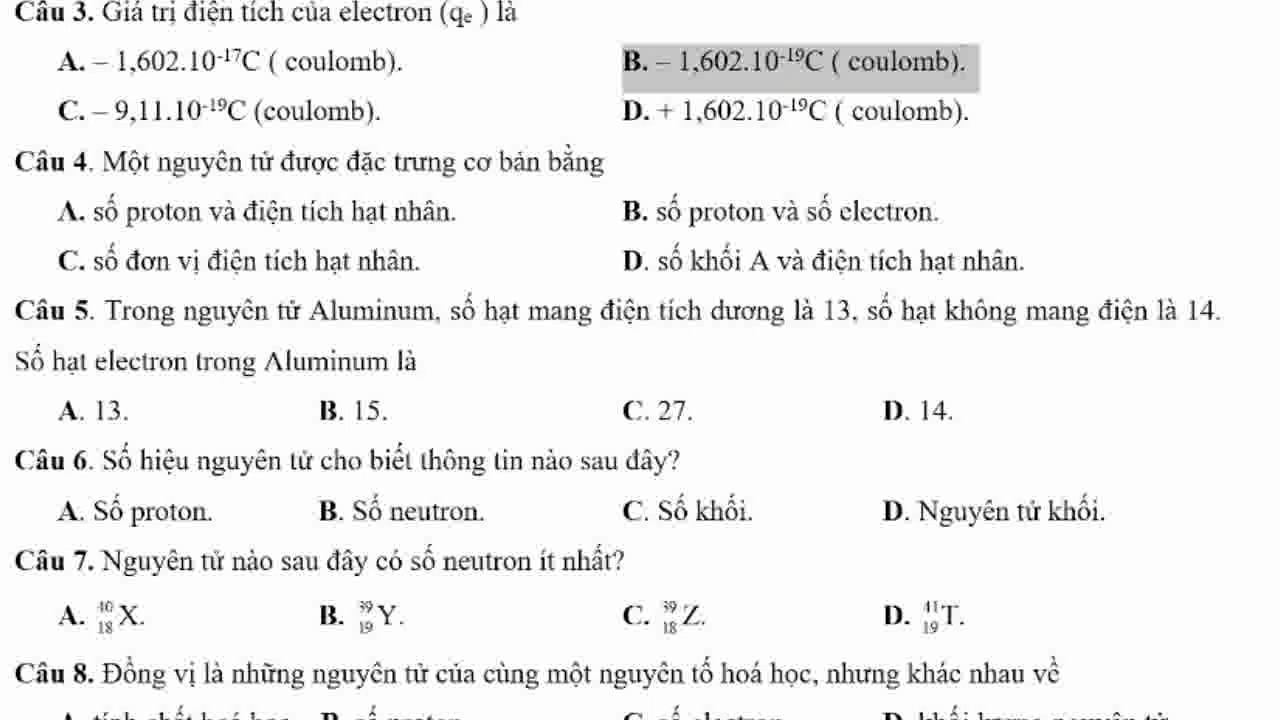 Câu 3. Giá trị điện tích của electron (qₑ ) là
A. – 1,602.10⁻¹⁷C ( coulomb). B. – 1,602.10⁻¹⁹C ( coulomb).
C. – 9,11.10⁻¹⁹C (coulomb). D. + 1,602.10⁻¹⁹C ( coulomb).
Câu 4. Một nguyên tử được đặc trưng cơ bản bằng
A. số proton và điện tích hạt nhân. B. số proton và số electron.
C. số đơn vị điện tích hạt nhân. D. số khối A và điện tích hạt nhân.
Câu 5. Trong nguyên tử Aluminum, số hạt mang điện tích dương là 13, số hạt không mang điện là 14.
Số hạt electron trong Aluminum là
A. 13. B. 15. C. 27. D. 14.
Câu 6. Số hiệu nguyên tử cho biết thông tin nào sau đây?
A. Số proton. B. Số neutron. C. Số khối. D. Nguyên tử khối.
Câu 7. Nguyên tử nào sau đây có số neutron ít nhất?
A. ⁴⁰₁₈X. B. ³⁹₁₉Y. C. ³⁹₁₈Z. D. ⁴¹₁₉T.
Câu 8. Đồng vị là những nguyên tử của cùng một nguyên tố hoá học, nhưng khác nhau về